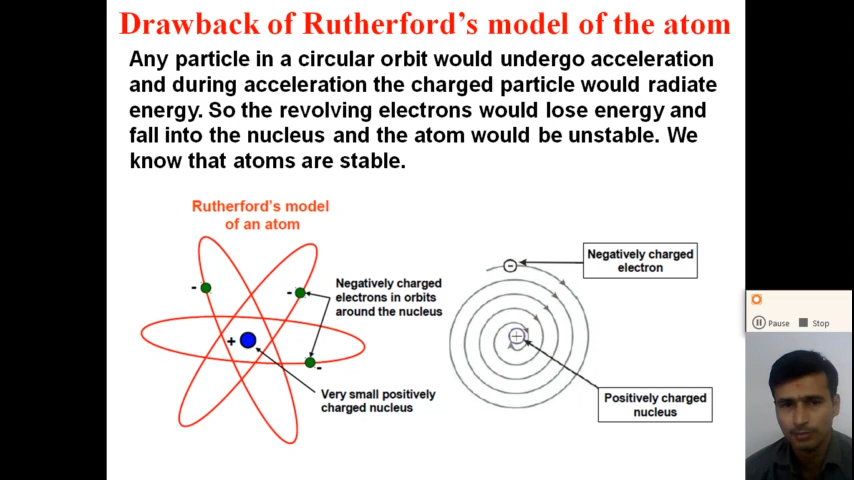 Drawback of Rutherford's model of the atom
Any particle in a circular orbit would undergo acceleration
and during acceleration the charged particle would radiate
energy. So the revolving electrons would lose energy and
fall into the nucleus and the atom would be unstable. We
know that atoms are stable.
Rutherford's model
of an atom
-
-
-
+
Negatively charged
electrons in orbits
around the nucleus
Very small positively
charged nucleus
-
+
Negatively charged
electron
Positively charged
nucleus
Pause
Stop